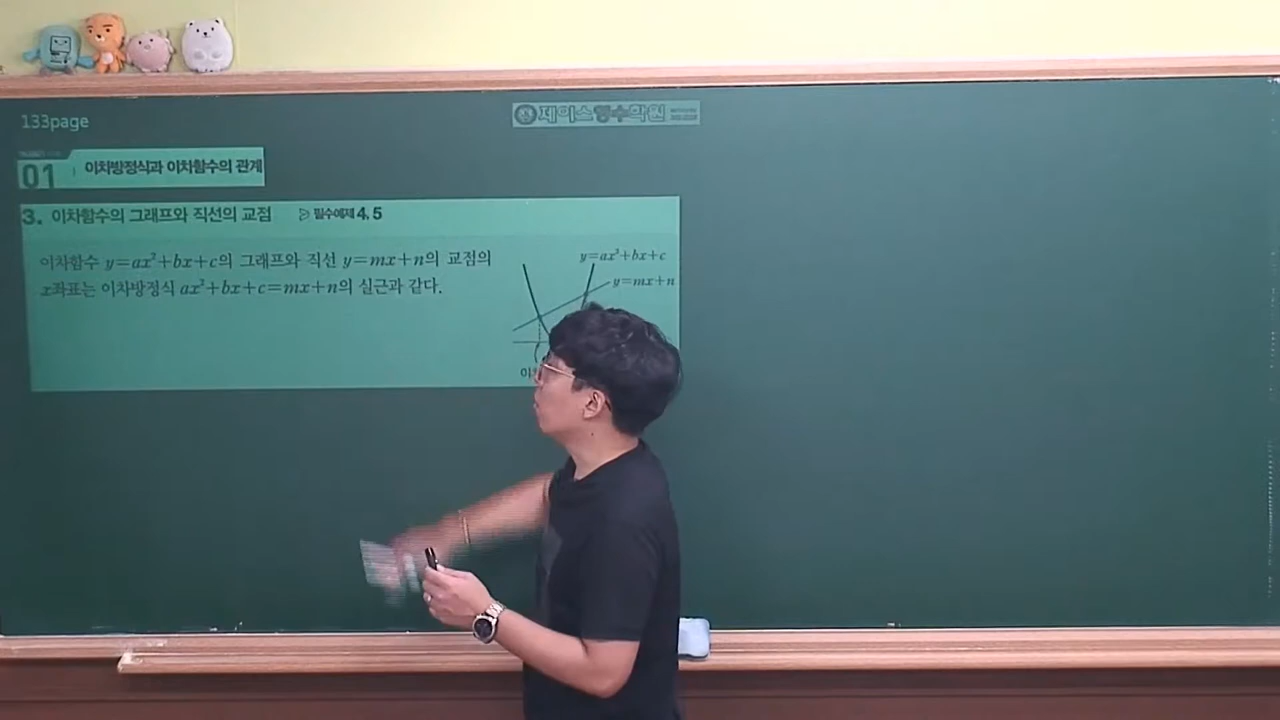 133page
제이스영수학원
01 이차방정식과 이차함수의 관계
3. 이차함수의 그래프와 직선의 교점 ▷ 필수예제 4, 5
이차함수 y=ax²+bx+c의 그래프와 직선 y=mx+n의 교점의
x좌표는 이차방정식 ax²+bx+c=mx+n의 실근과 같다.
y=ax²+bx+c
y=mx+n